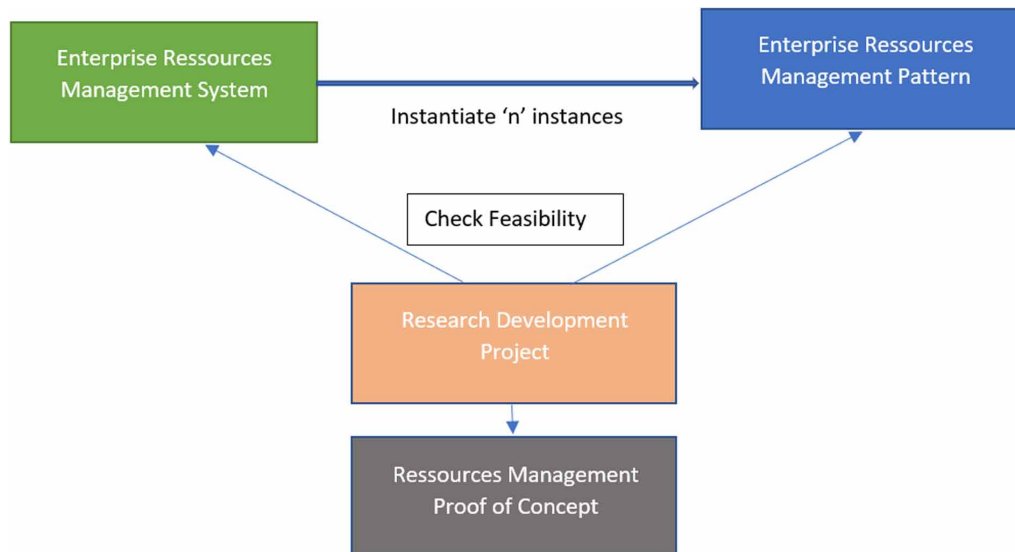 Enterprise Ressources
Management System
Enterprise Ressources
Management Pattern
Instantiate ‘n’ instances
Check Feasibility
Research Development
Project
Ressources Management
Proof of Concept